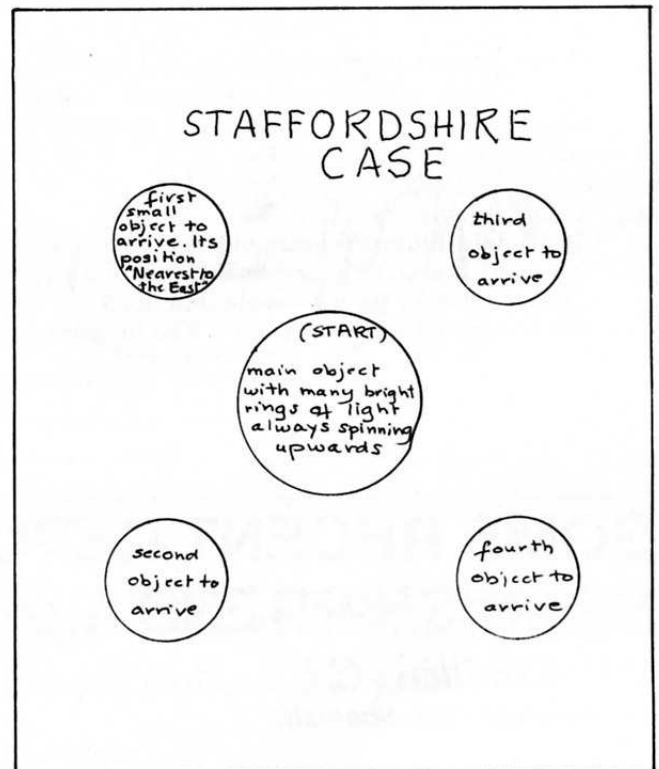 STAFFORDSHIRE
CASE
first
small
object to
arrive. Its
position
"Nearest to
the East"
third
object to
arrive
(START)
main object
with many bright
rings of light
always spinning
upwards
second
object to
arrive
fourth
object to
arrive